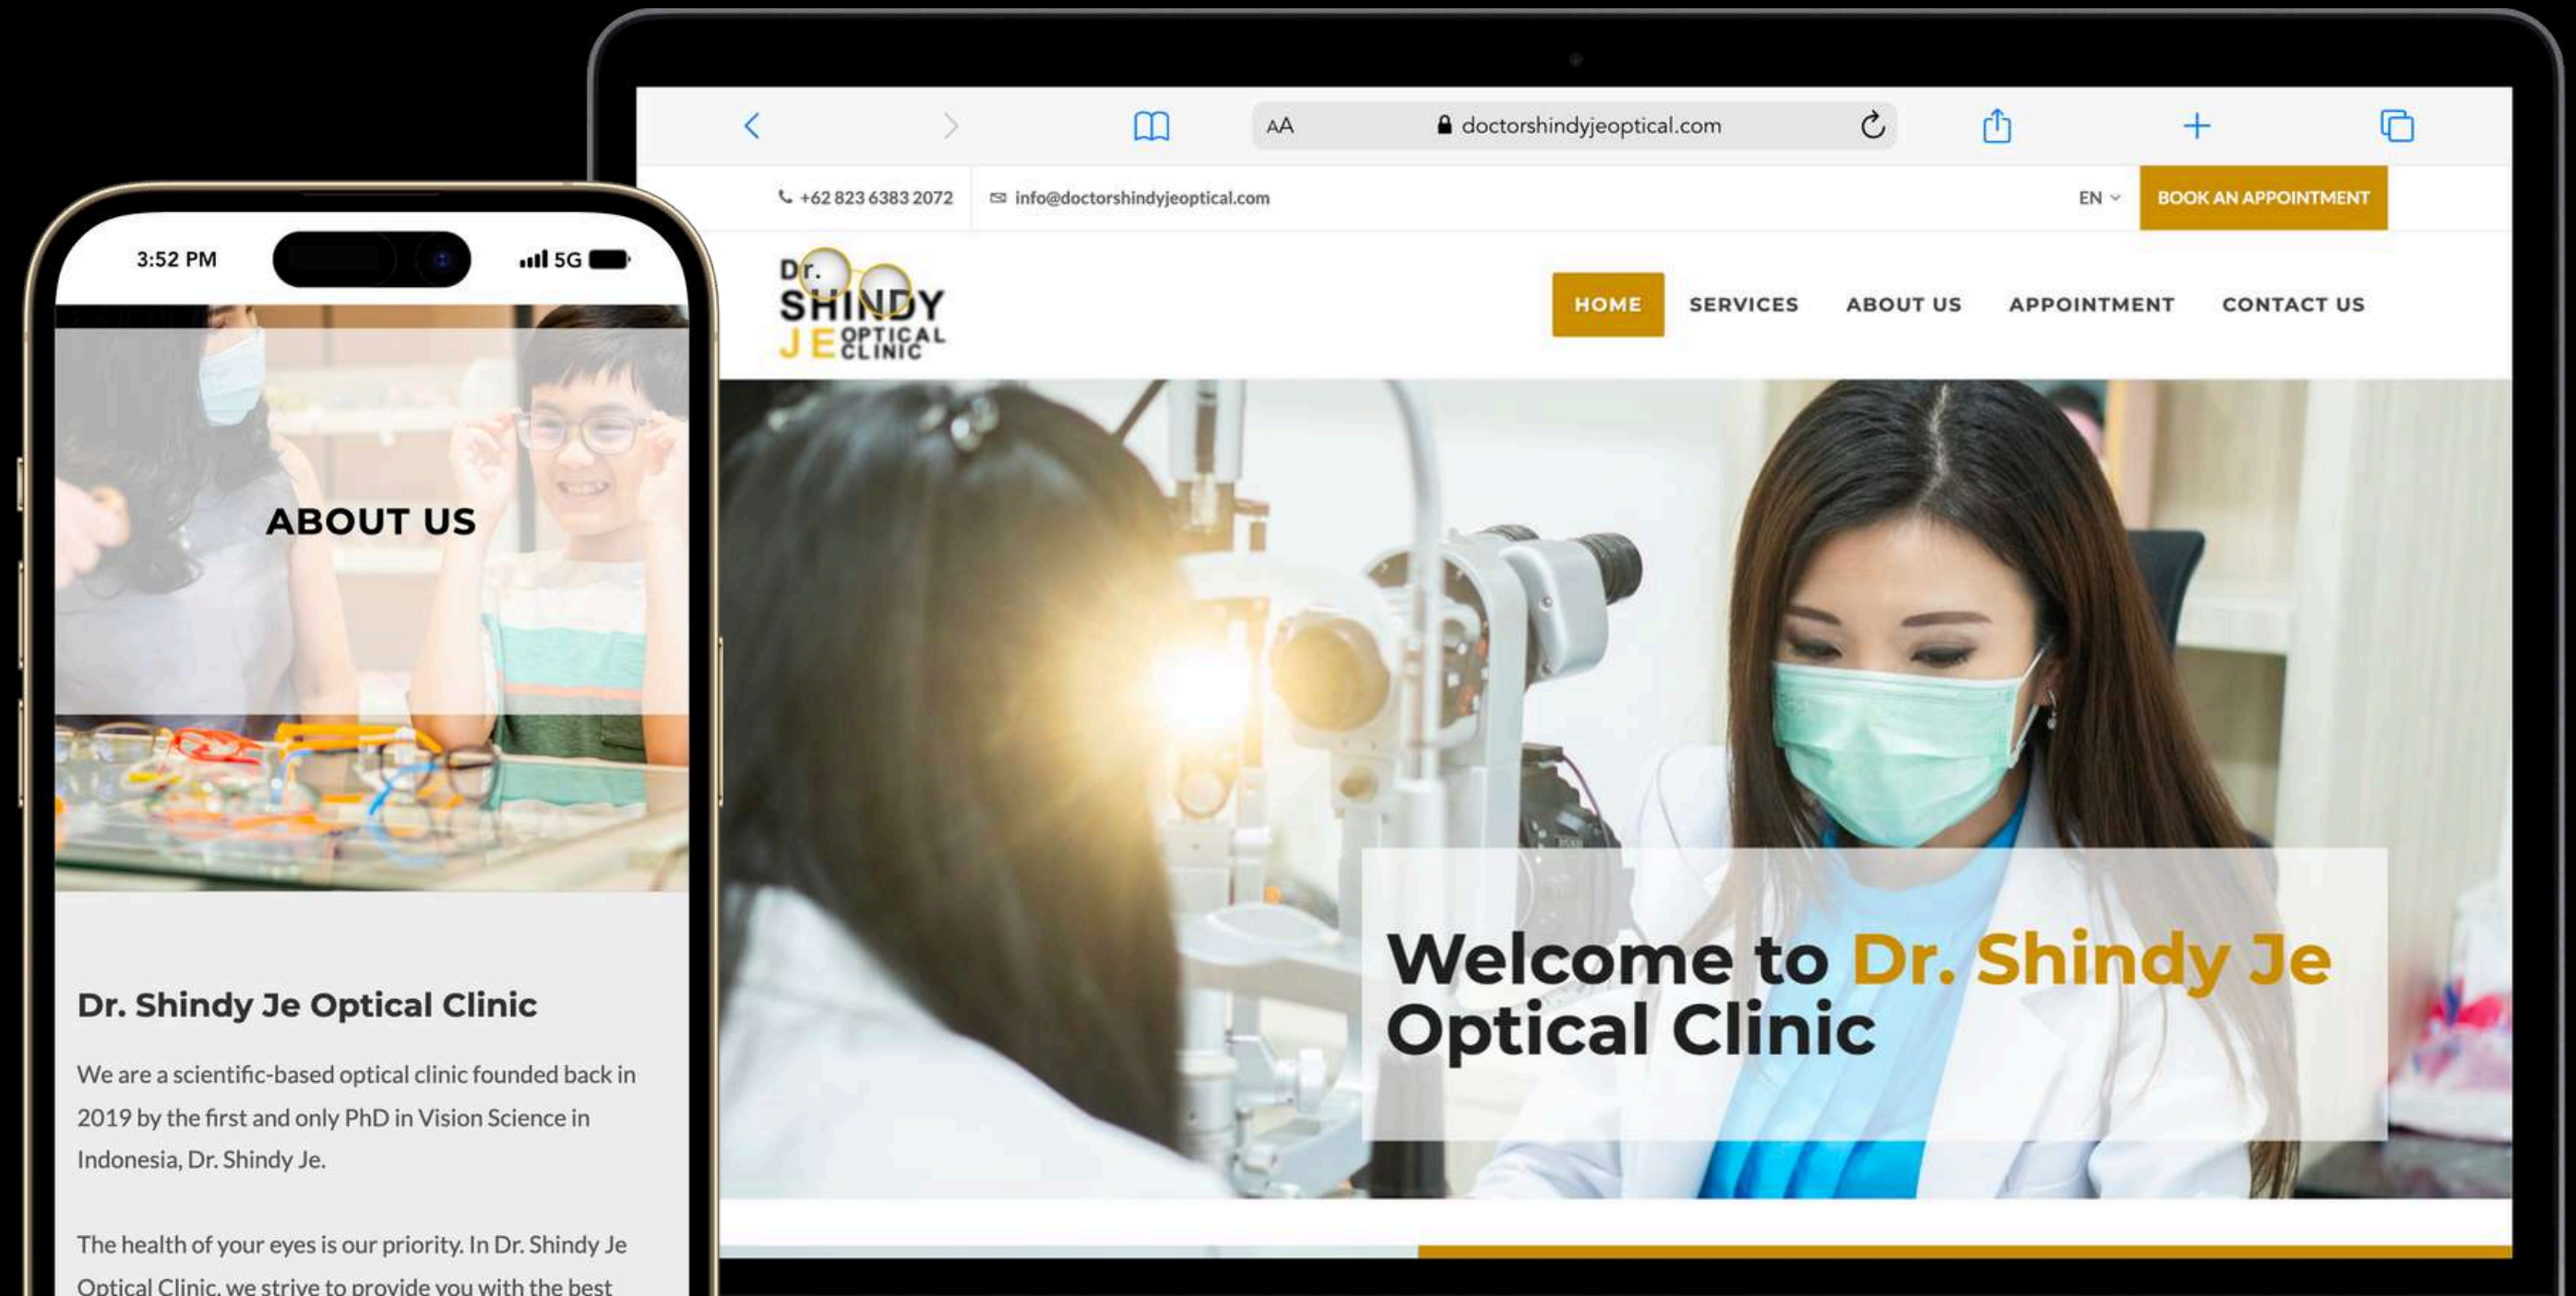 3:52 PM
5G
ABOUT US
Dr. Shindy Je Optical Clinic
We are a scientific-based optical clinic founded back in
2019 by the first and only PhD in Vision Science in
Indonesia, Dr. Shindy Je.
The health of your eyes is our priority. In Dr. Shindy Je
Optical Clinic, we strive to provide you with the best
AA
doctorshindyjeoptical.com
+62 823 6383 2072
info@doctorshindyjeoptical.com
EN
BOOK AN APPOINTMENT
Dr.
SHINDY
JE OPTICAL
CLINIC
HOME SERVICES ABOUT US APPOINTMENT CONTACT US
Welcome to Dr. Shindy Je
Optical Clinic